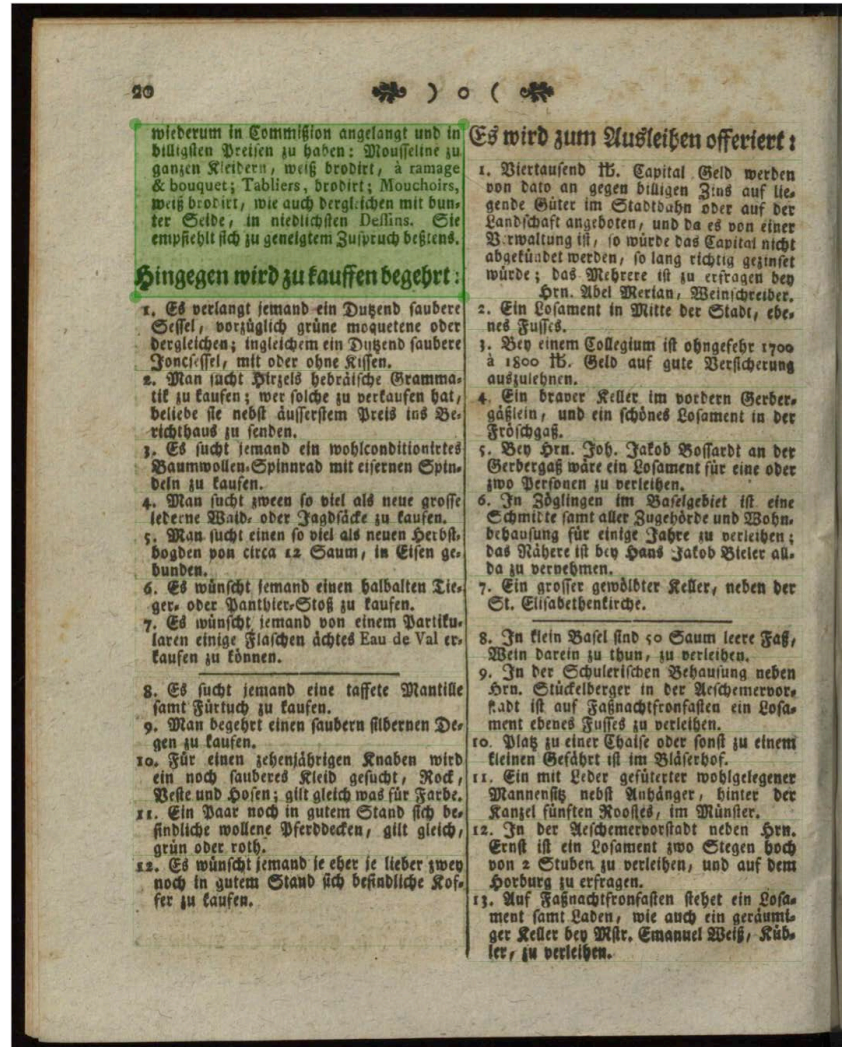 20 ) o (
wiederum in Commißion angelangt und in
billigsten Preisen zu haben: Mousseline zu
ganzen Kleidern, weiß brodirt, à ramage
& bouquet; Tabliers, brodirt; Mouchoirs,
weiß brodirt, wie auch dergleichen mit bun-
ter Seide, in niedlichsten Dessins. Sie
empfiehlt sich zu geneigtem Zuspruch beßtens.
Hingegen wird zu kauffen begehrt:
1. Es verlangt jemand ein Dutzend saubere
Sessel, vorzüglich grüne moquetene oder
dergleichen; ingleichem ein Dutzend saubere
Joncsessel, mit oder ohne Kissen.
2. Man sucht Hirzels hebräische Gramma-
tik zu kaufen; wer solche zu verkaufen hat,
beliebe sie nebst äusserstem Preis ins Be-
richthaus zu senden.
3. Es sucht jemand ein wohlconditionirtes
Baumwollen-Spinnrad mit eisernen Spin-
deln zu kaufen.
4. Man sucht zween so viel als neue grosse
lederne Waid- oder Jagdsäcke zu kaufen.
5. Man sucht einen so viel als neuen Herbst-
bogden von circa 12 Saum, in Eisen ge-
bunden.
6. Es wünscht jemand einen halbalten Tie-
ger- oder Panthier-Stoß zu kaufen.
7. Es wünscht jemand von einem Partiku-
laren einige Flaschen ächtes Eau de Val er-
kaufen zu können.
8. Es sucht jemand eine taffete Mantille
samt Fürtuch zu kaufen.
9. Man begehrt einen saubern silbernen De-
gen zu kaufen.
10. Für einen zehenjährigen Knaben wird
ein noch sauberes Kleid gesucht, Rock,
Veste und Hosen; gilt gleich was für Farbe.
11. Ein Paar noch in gutem Stand sich be-
findliche wollene Pferddecken, gilt gleich,
grün oder roth.
12. Es wünscht jemand je eher je lieber zwey
noch in gutem Stand sich befindliche Kof-
fer zu kaufen.
Es wird zum Ausleihen offeriert:
1. Viertausend ℔. Capital Geld werden
von dato an gegen billigen Zins auf lie-
gende Güter im Stadtbahn oder auf der
Landschaft angeboten, und da es von einer
Verwaltung ist, so würde das Capital nicht
abgekündet werden, so lang richtig gezinset
würde; das Mehrere ist zu erfragen bey
Hrn. Abel Merian, Weinschreiber.
2. Ein Losament in Mitte der Stadt, ebe-
nes Fusses.
3. Bey einem Collegium ist ohngefehr 1700
à 1800 ℔. Geld auf gute Versicherung
auszulehnen.
4. Ein braver Keller im vordern Gerber-
gäßlein, und ein schönes Losament in der
Fröschgaß.
5. Bey Hrn. Joh. Jakob Bossardt an der
Gerbergaß wäre ein Losament für eine oder
zwo Personen zu verleihen.
6. In Zöglingen im Baselgebiet ist eine
Schmitte samt aller Zugehörde und Wohn-
behausung für einige Jahre zu verleihen;
das Nähere ist bey Hans Jakob Bieler all-
da zu vernehmen.
7. Ein grosser gewölbter Keller, neben der
St. Elisabethenkirche.
8. In klein Basel sind 50 Saum leere Faß,
Wein darein zu thun, zu verleihen.
9. In der Schulerischen Behausung neben
Hrn. Stückelberger in der Aeschemervor-
stadt ist auf Faßnachtfronfasten ein Losa-
ment ebenes Fusses zu verleihen.
10. Platz zu einer Chaise oder sonst zu einem
kleinen Gefährt ist im Bläserhof.
11. Ein mit Leder gefüterter wohlgelegener
Mannensitz nebst Anhänger, hinter der
Kanzel fünften Roostes, im Münster.
12. In der Aeschemervorstadt neben Hrn.
Ernst ist ein Losament zwo Stegen hoch
von 2 Stuben zu verleihen, und auf dem
Horburg zu erfragen.
13. Auf Faßnachtfronfasten stehet ein Losa-
ment samt Laden, wie auch ein geräumi-
ger Keller bey Mstr. Emanuel Weiß, Küb-
ler, zu verleihen.